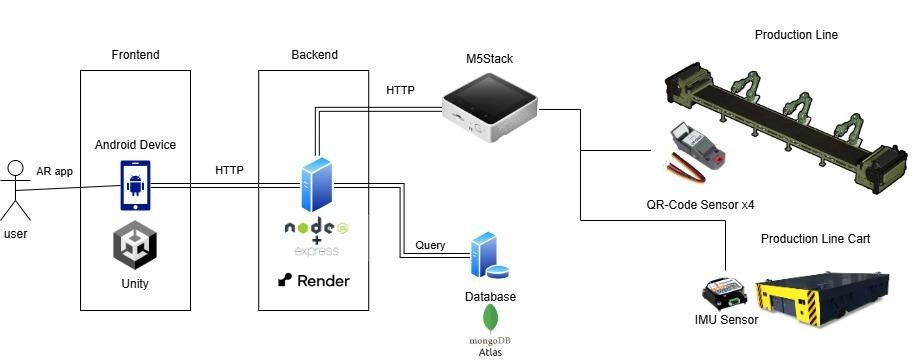 Production Line
Frontend
Backend
M5Stack
HTTP
Android Device
AR app
HTTP
user
QR-Code Sensor x4
node
JS
+
express
Query
Production Line Cart
Unity
Render
Database
IMU Sensor
mongoDB
Atlas